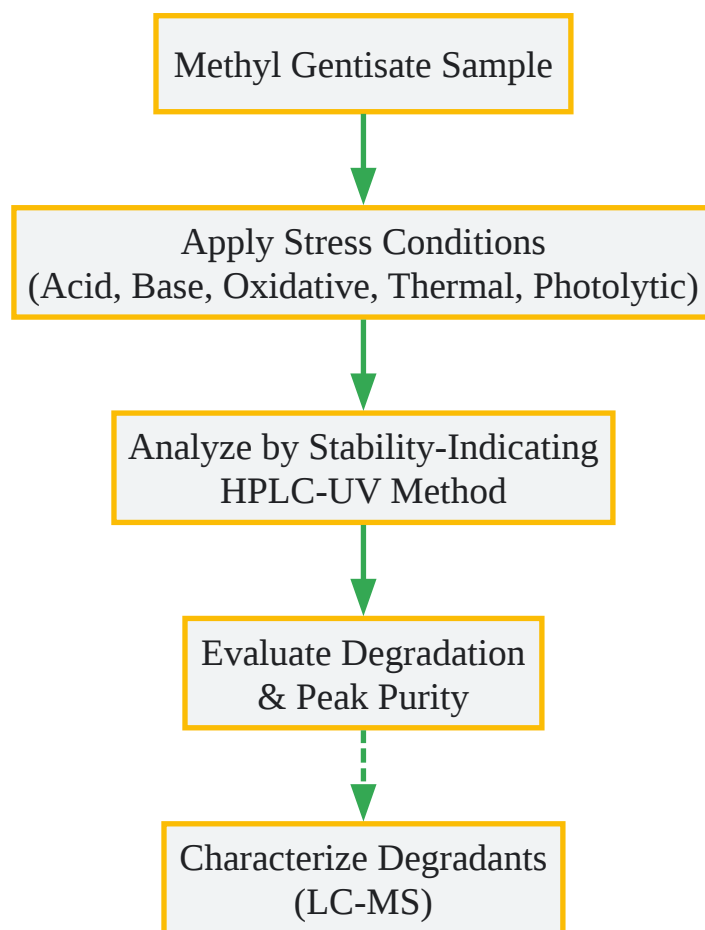 Methyl Gentisate Sample
Apply Stress Conditions
(Acid, Base, Oxidative, Thermal, Photolytic)
Analyze by Stability-Indicating
HPLC-UV Method
Evaluate Degradation
& Peak Purity
Characterize Degradants
(LC-MS)